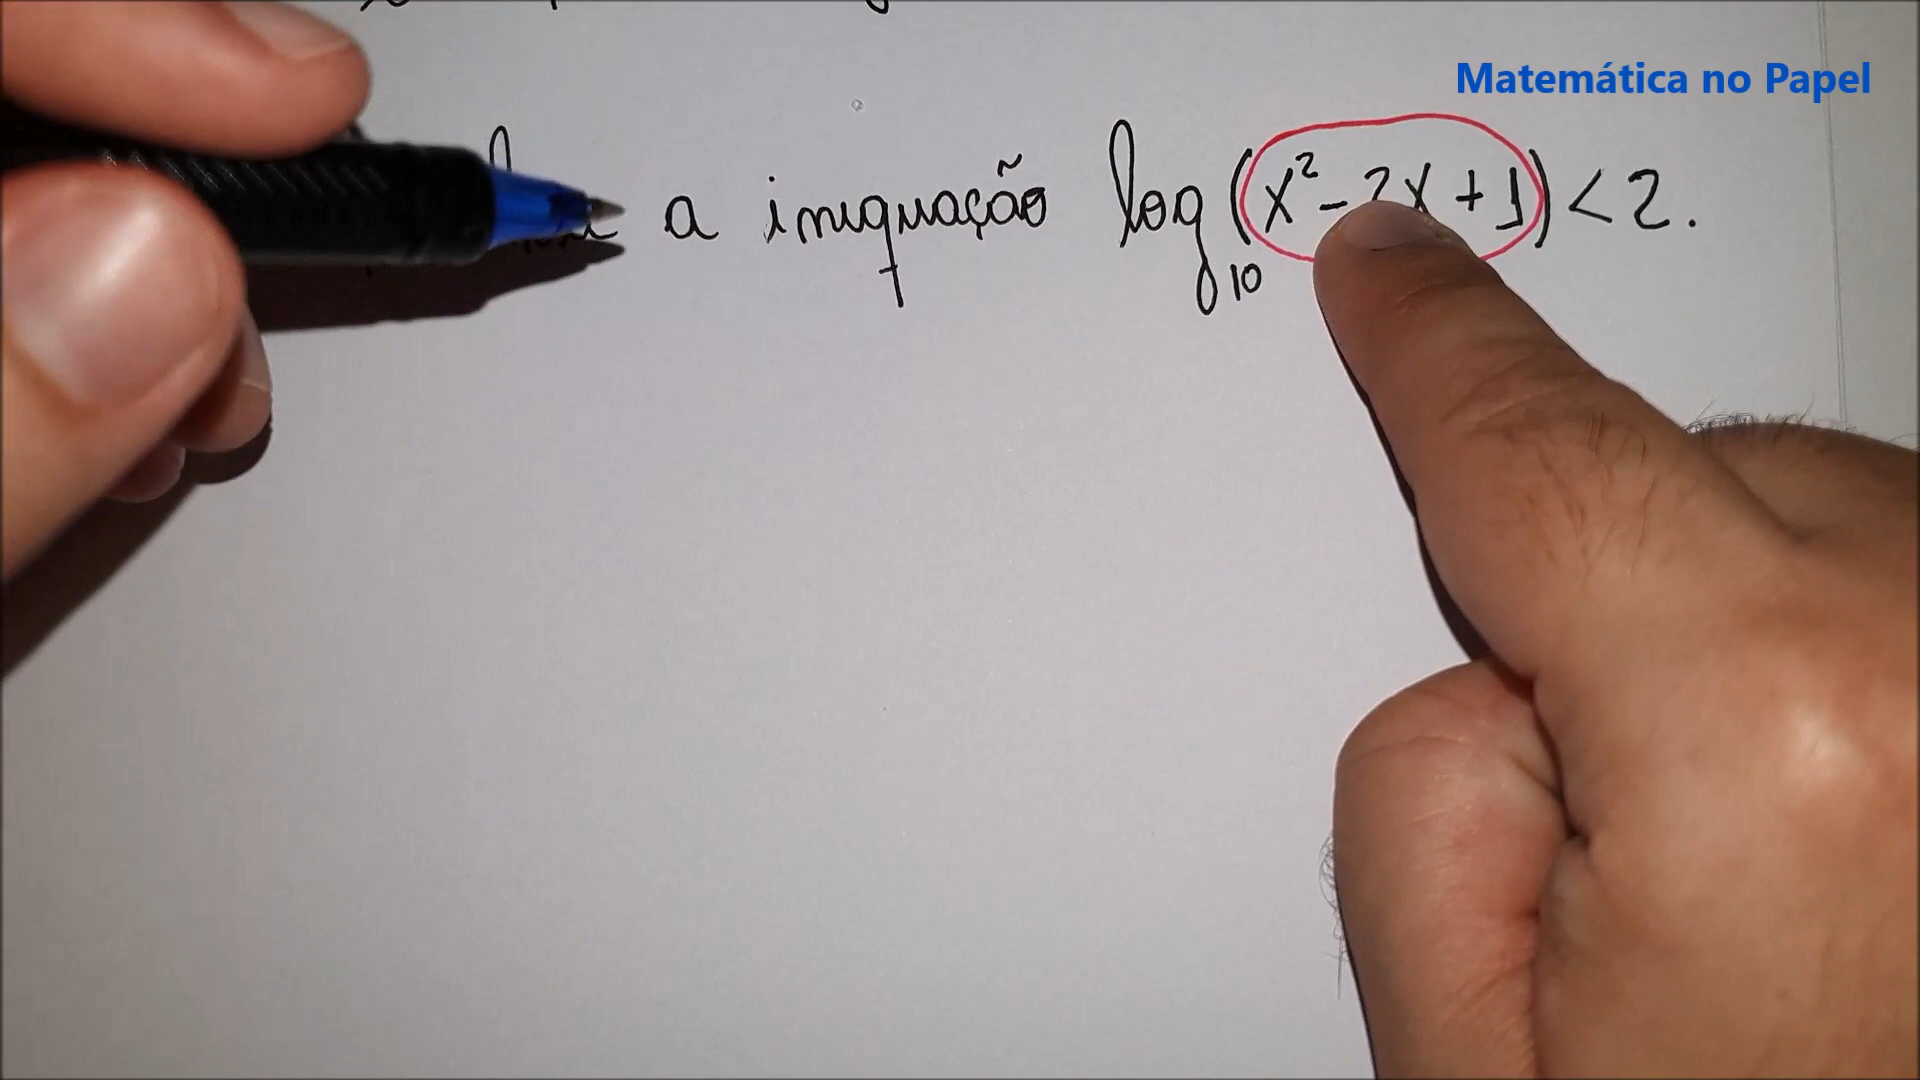 Matemática no Papel
a inequação log₁₀(x² - 2x + 1) < 2.